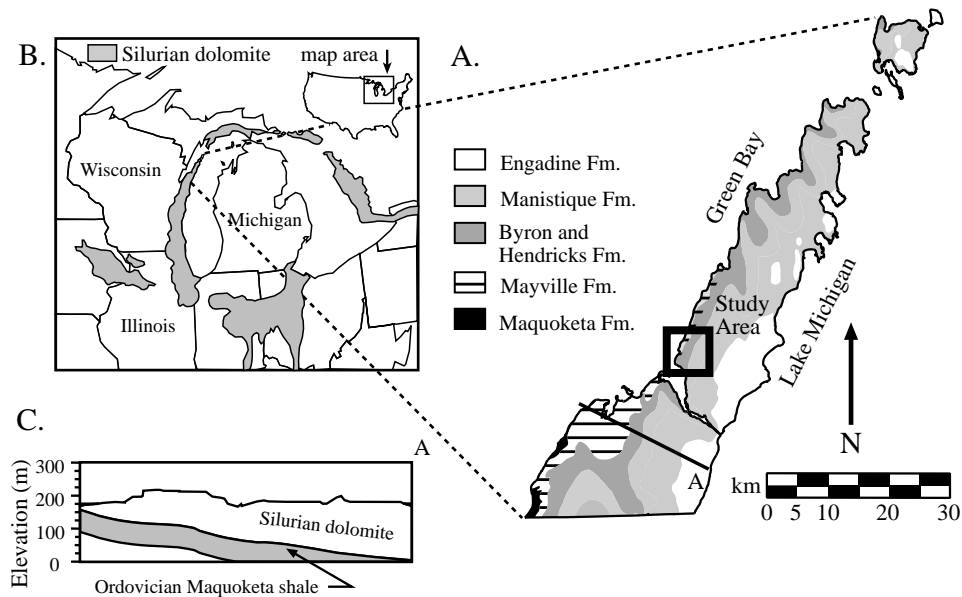 B.
Silurian dolomite
map area
Wisconsin
Michigan
Illinois
A.
Engadine Fm.
Manistique Fm.
Byron and
Hendricks Fm.
Mayville Fm.
Maquoketa Fm.
Green Bay
Study
Area
Lake Michigan
N
A
km
0 5 10 15 20 25 30
C.
A
Elevation (m)
300
200
100
0
Silurian dolomite
Ordovician Maquoketa shale